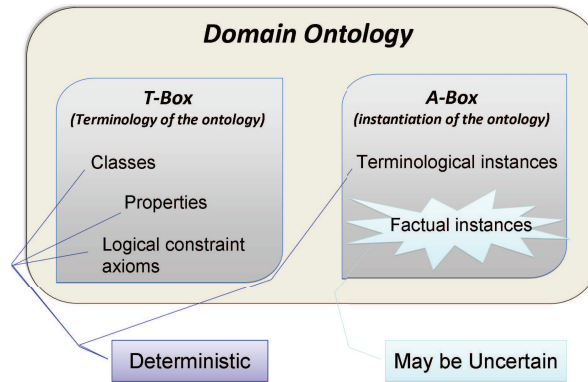 Domain Ontology
T-Box
(Terminology of the ontology)
Classes
Properties
Logical constraint
axioms
A-Box
(instantiation of the ontology)
Terminological instances
Factual instances
Deterministic
May be Uncertain